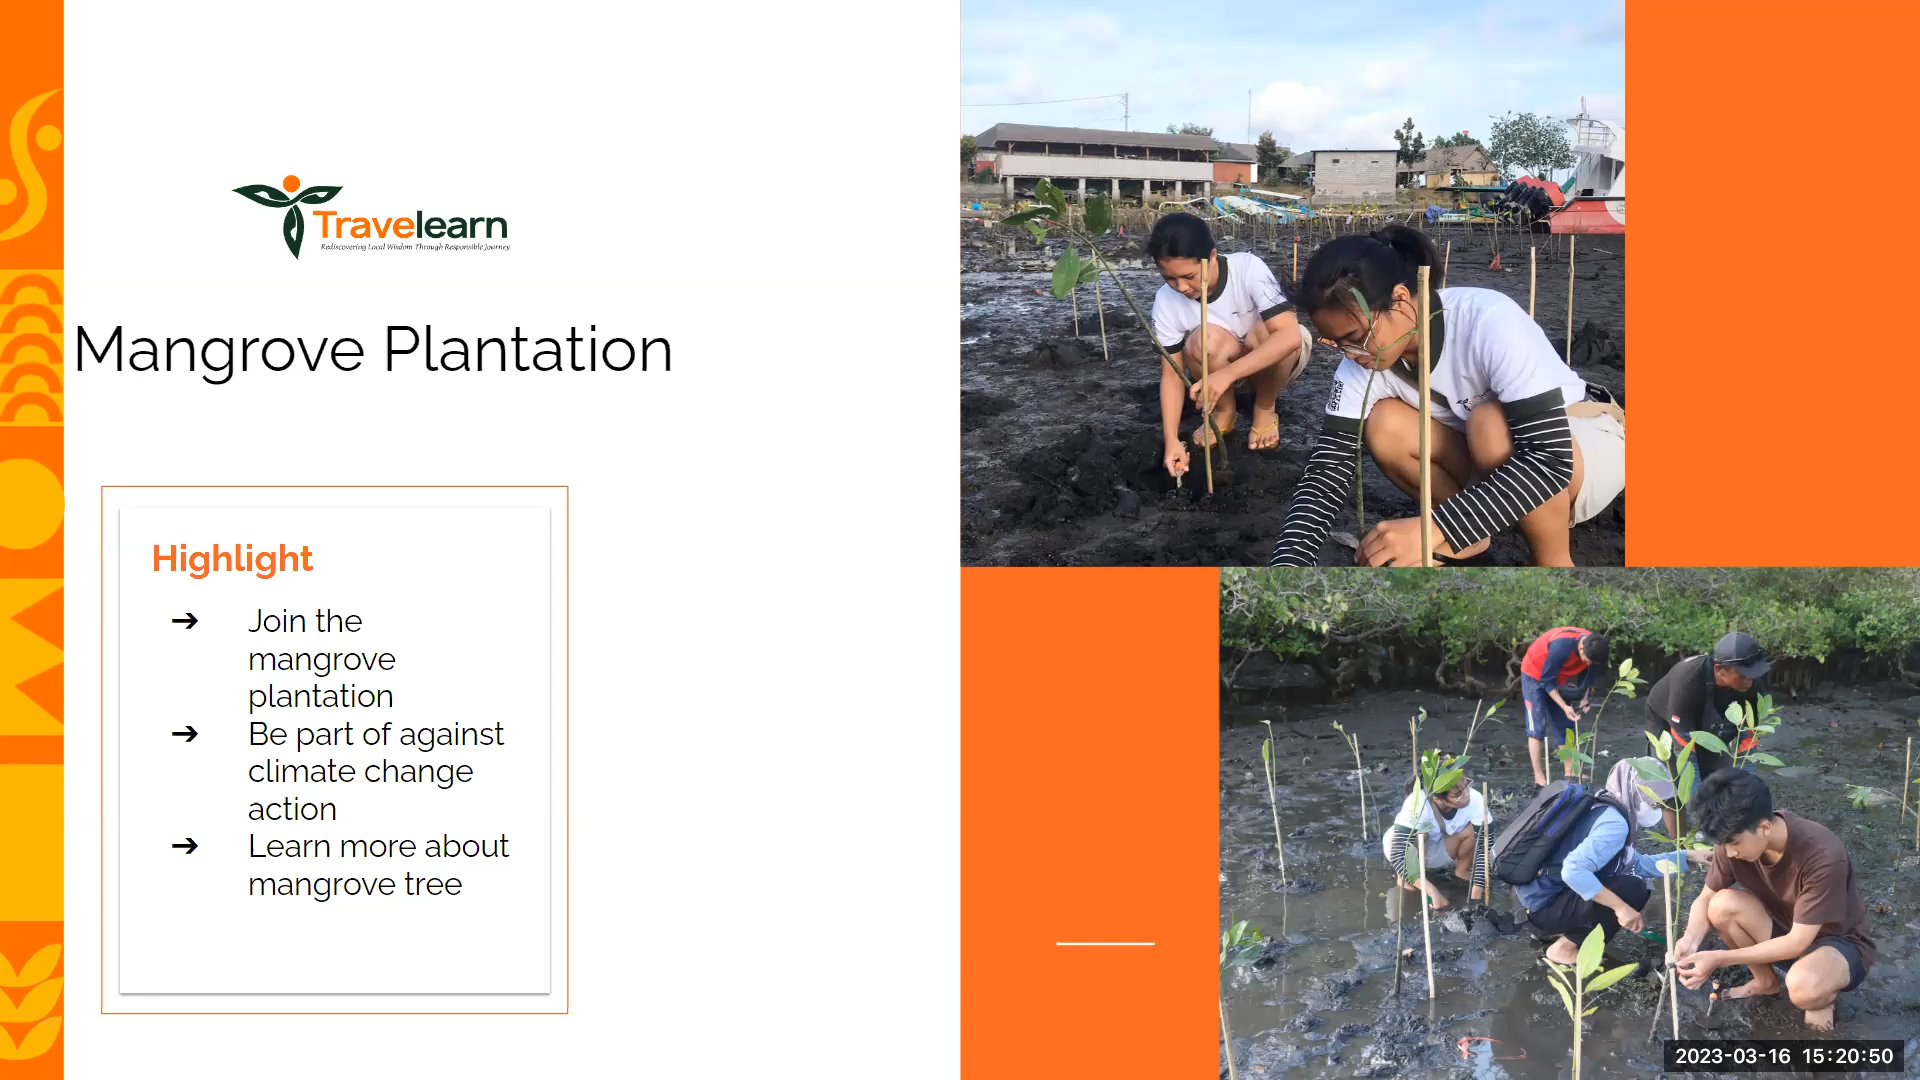 Travelearn
Rediscovering Local Wisdom Through Responsible Journey
Mangrove Plantation
Highlight
➔ Join the
mangrove
plantation
➔ Be part of against
climate change
action
➔ Learn more about
mangrove tree
2023-03-16 15:20:50